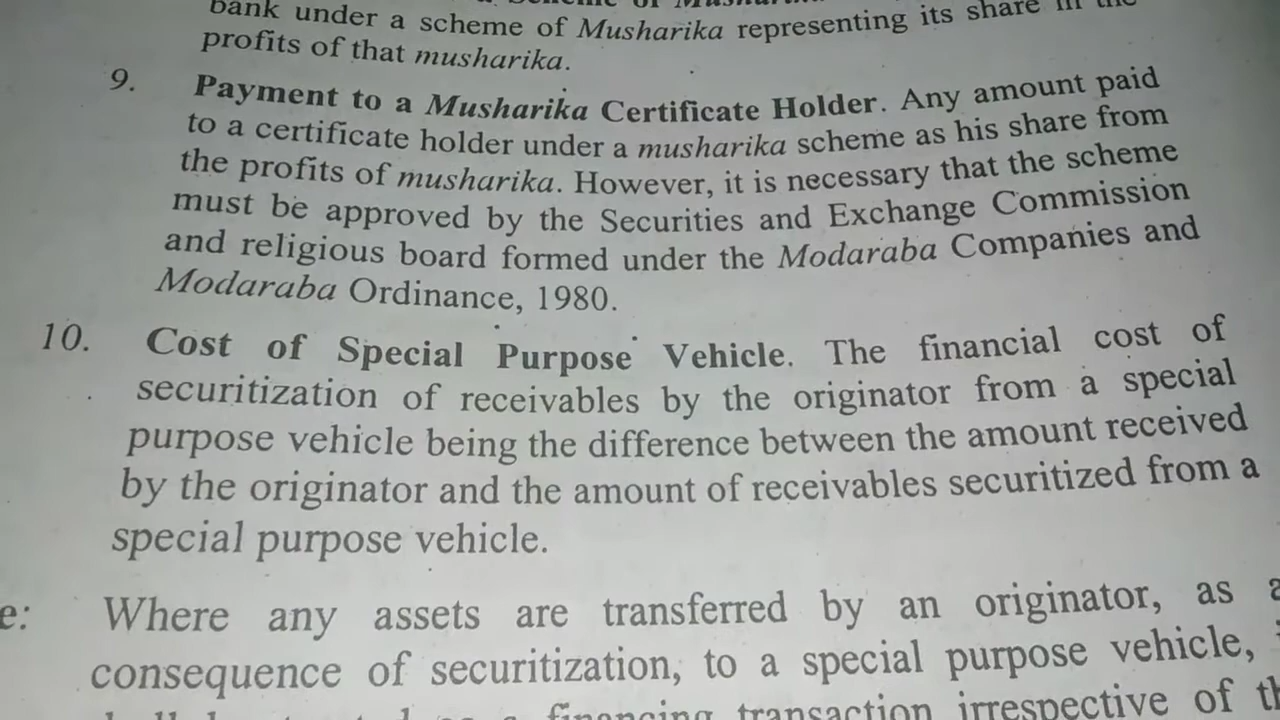 bank under a scheme of Musharika representing its share in the
profits of that musharika.
9. Payment to a Musharika Certificate Holder. Any amount paid
to a certificate holder under a musharika scheme as his share from
the profits of musharika. However, it is necessary that the scheme
must be approved by the Securities and Exchange Commission
and religious board formed under the Modaraba Companies and
Modaraba Ordinance, 1980.
10. Cost of Special Purpose Vehicle. The financial cost of
securitization of receivables by the originator from a special
purpose vehicle being the difference between the amount received
by the originator and the amount of receivables securitized from a
special purpose vehicle.
e: Where any assets are transferred by an originator, as a
consequence of securitization, to a special purpose vehicle,
financing transaction irrespective of